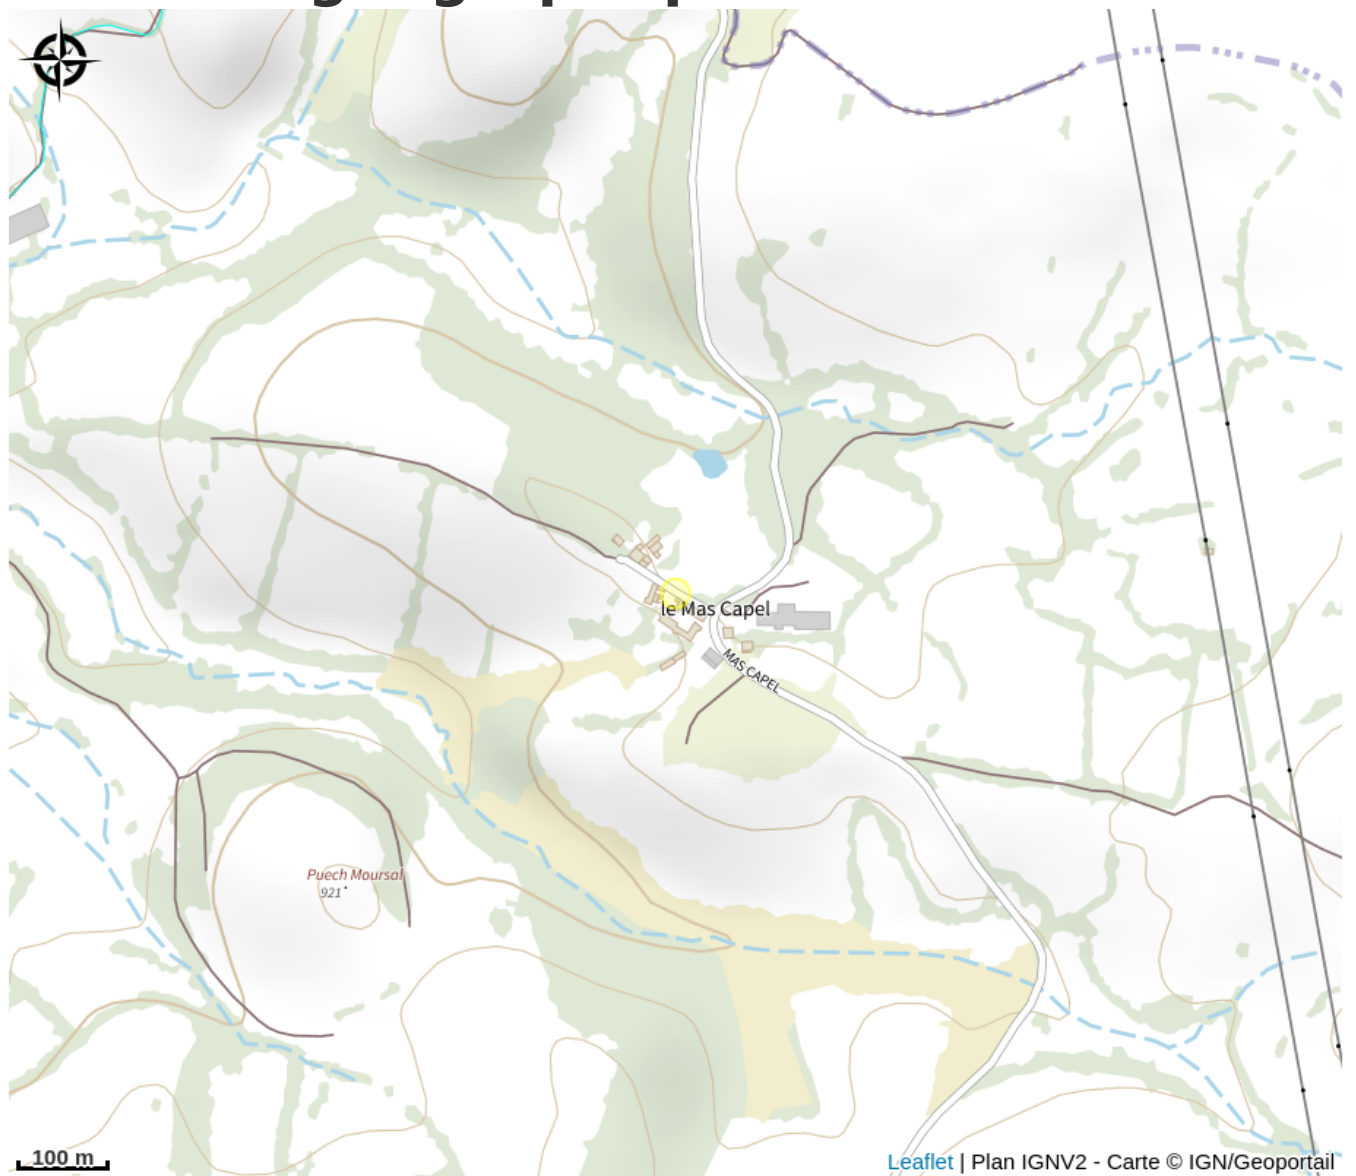 le Mas Capel
MAS CAPEL
Puech Moursal
921
100 m
Leaflet | Plan IGNV2 - Carte © IGN/Geoportail